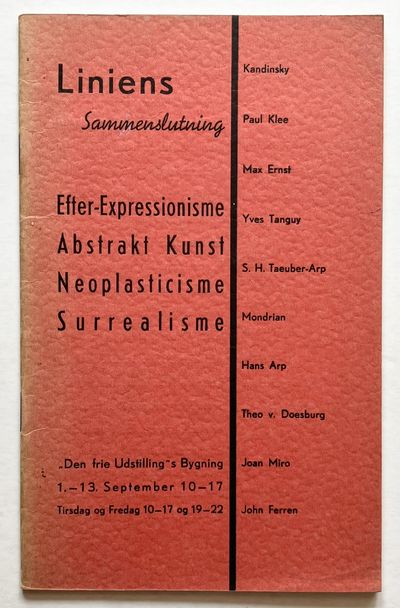 Liniens
Sammenslutning
Efter-Expressionisme
Abstrakt Kunst
Neoplasticisme
Surrealisme
„Den frie Udstilling"s Bygning
1.—13. September 10—17
Tirsdag og Fredag 10—17 og 19—22
Kandinsky
Paul Klee
Max Ernst
Yves Tanguy
S. H. Taeuber-Arp
Mondrian
Hans Arp
Theo v. Doesburg
Joan Miro
John Ferren